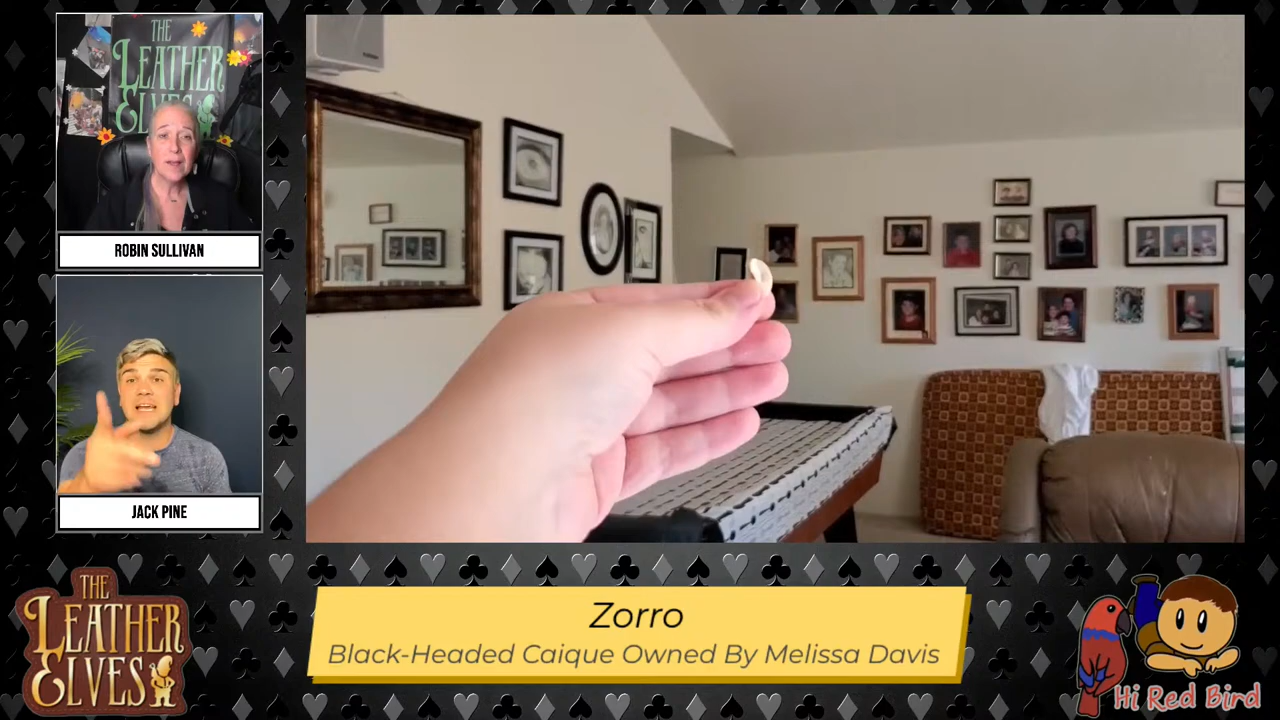 THE
LEATHER
ELVES
ROBIN SULLIVAN
JACK PINE
Zorro
Black-Headed Caique Owned By Melissa Davis
THE
LEATHER
ELVES
Hi Red Bird